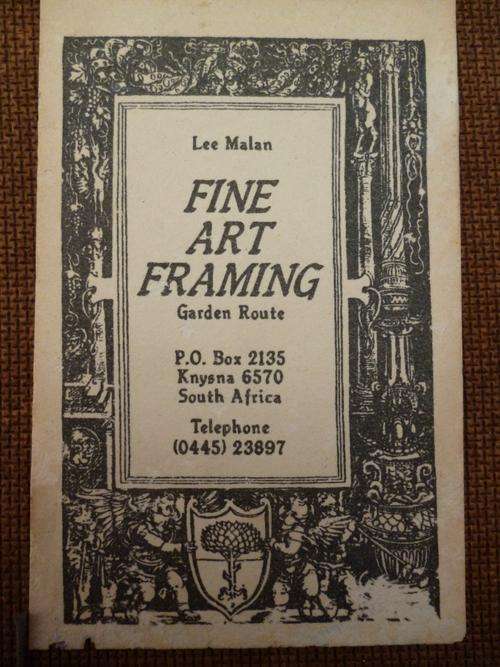 Lee Malan
FINE
ART
FRAMING
Garden Route
P.O. Box 2135
Knysna 6570
South Africa
Telephone
(0445) 23897